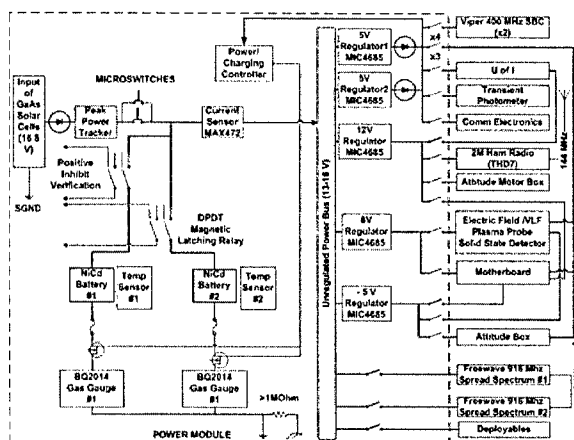 Input
of
GaAs
Solar
Cells (16 8
V)
SGND
Peak
Power
Tracker
MICROSWITCHES
Power/
Charging
Controller
Current
Sensor
MAX472
Positive
Inhibit
Verification
DPDT
Magnetic
Latching Relay
NiCd
Battery
#1
Temp
Sensor
#1
NiCd
Battery
#2
Temp
Sensor
#2
BQ2014
Gas Gauge
#1
BQ2014
Gas Gauge
#1
>1MOhm
POWER MODULE
Unregulated Power Bus (13-16 V)
5V
Regulator1
MIC4685
5V
Regulator2
MIC4685
12V
Regulator
MIC4685
8V
Regulator
MIC4685
- 5 V
Regulator
MIC4685
x4
x3
Viper 400 MHz SBC
(x2)
U of I
Transient
Photometer
Comm Electronics
2M Ham Radio
(THD7)
Attitude Motor Box
144 MHz
Electric Field /VLF
Plasma Probe
Solid State Detector
Motherboard
Attitude Box
Freewave 916 Mhz
Spread Spectrum #1
Freewave 916 Mhz
Spread Spectrum #2
Deployables